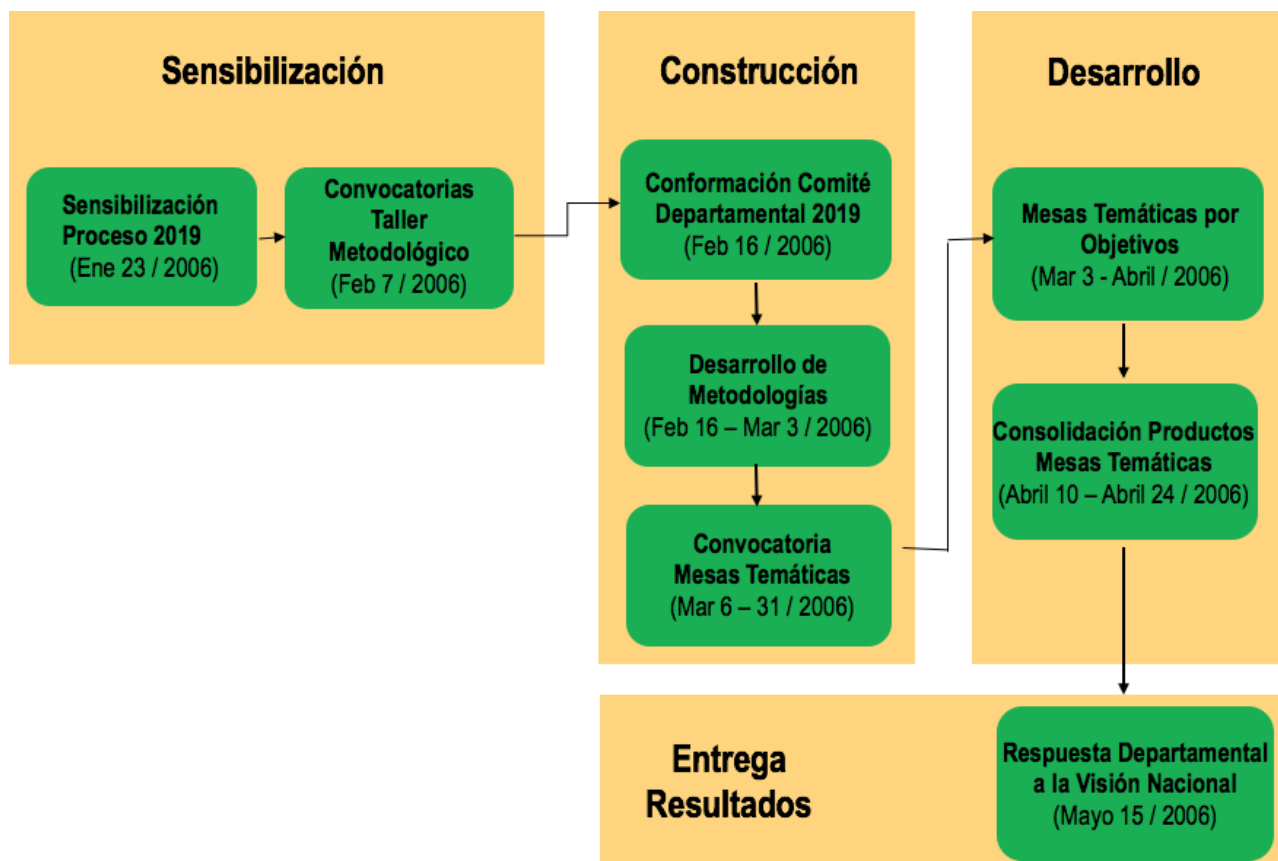 Sensibilización
Sensibilización
Proceso 2019
(Ene 23 / 2006)
Convocatorias
Taller
Metodológico
(Feb 7 / 2006)
Construcción
Conformación Comité
Departamental 2019
(Feb 16 / 2006)
Desarrollo de
Metodologías
(Feb 16 – Mar 3 / 2006)
Convocatoria
Mesas Temáticas
(Mar 6 – 31 / 2006)
Desarrollo
Mesas Temáticas por
Objetivos
(Mar 3 - Abril / 2006)
Consolidación Productos
Mesas Temáticas
(Abril 10 – Abril 24 / 2006)
Entrega
Resultados
Respuesta Departamental
a la Visión Nacional
(Mayo 15 / 2006)